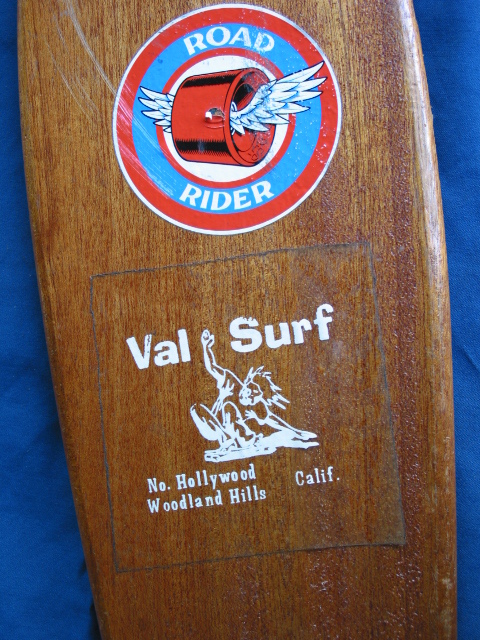 ROAD
RIDER
Val Surf
No. Hollywood
Woodland Hills Calif.